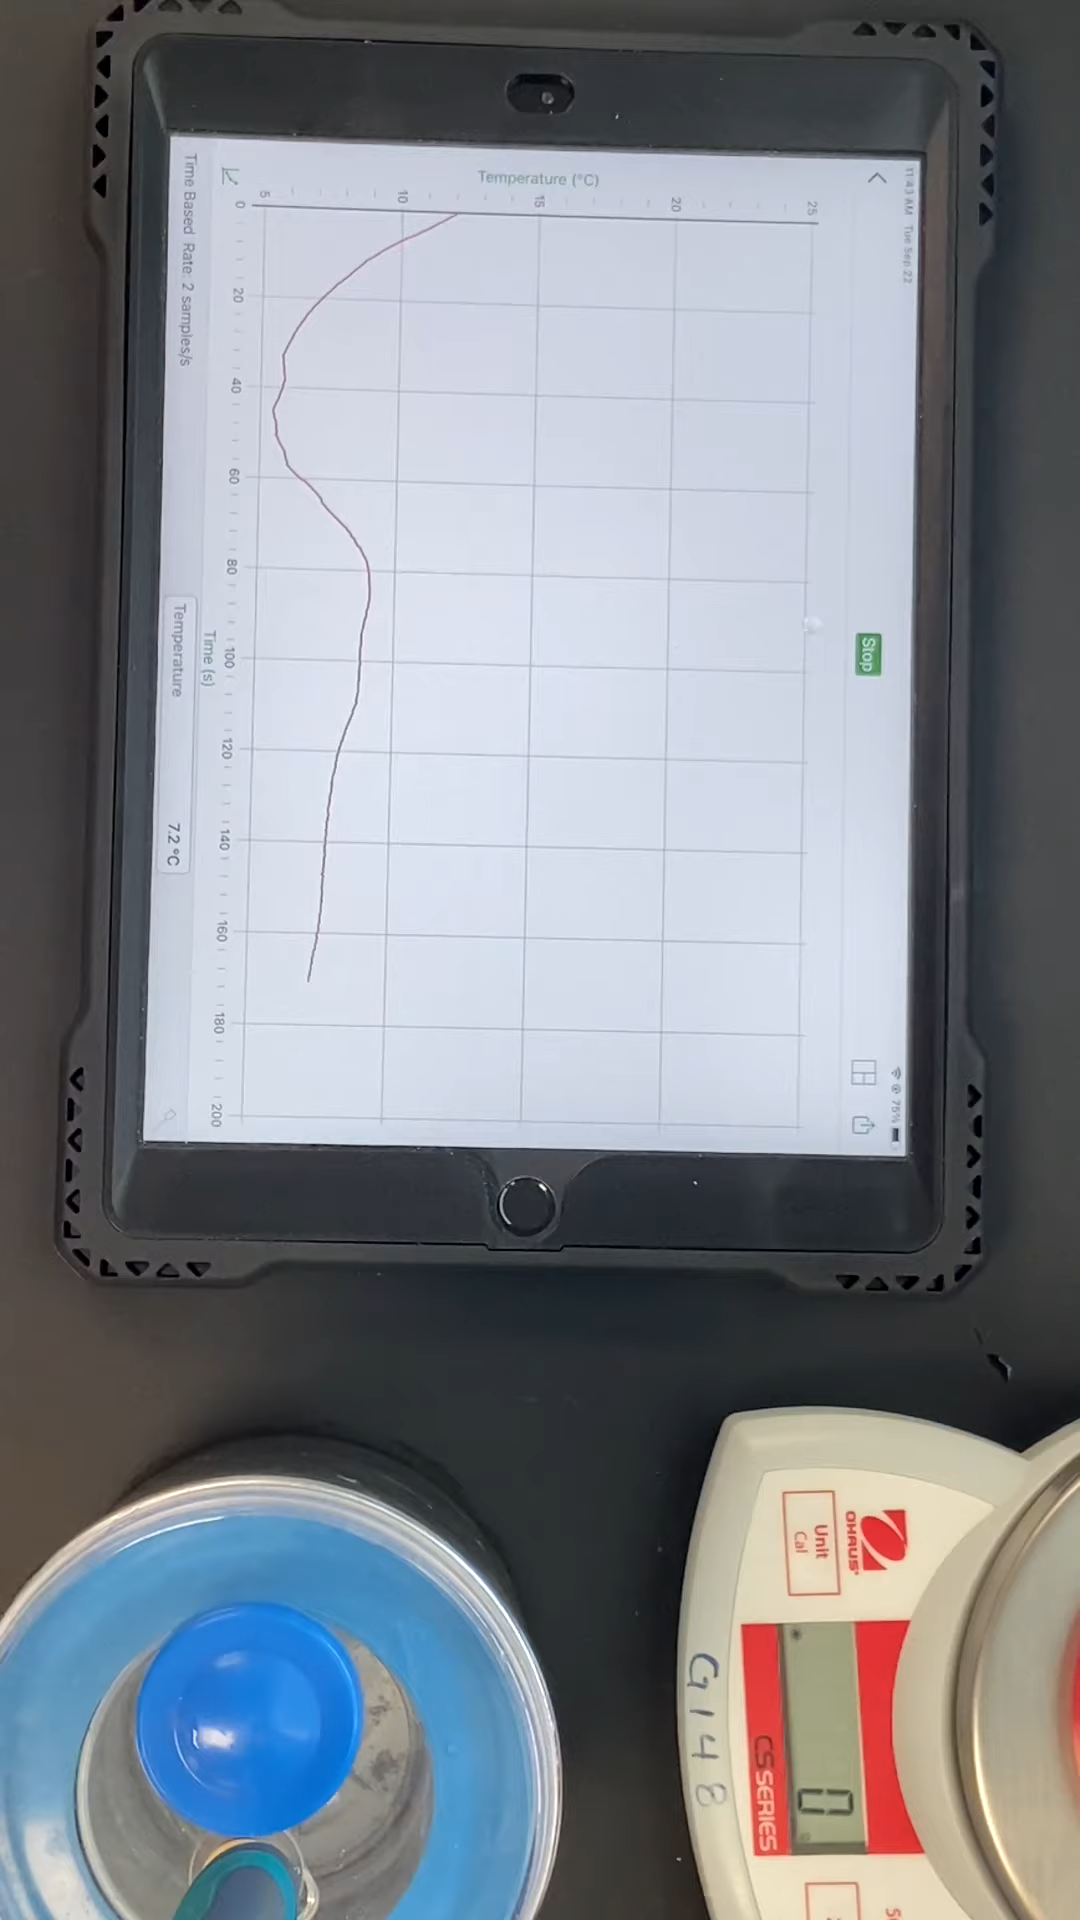 11:43 AM Tue Sep 22
75%
Stop
25
20
15
10
5
Temperature (°C)
0 20 40 60 80 100 120 140 160 180 200
Time (s)
Time Based Rate: 2 samples/s
Temperature 7.2 °C
OHAUS
Unit
Cal
0
CS SERIES
G148